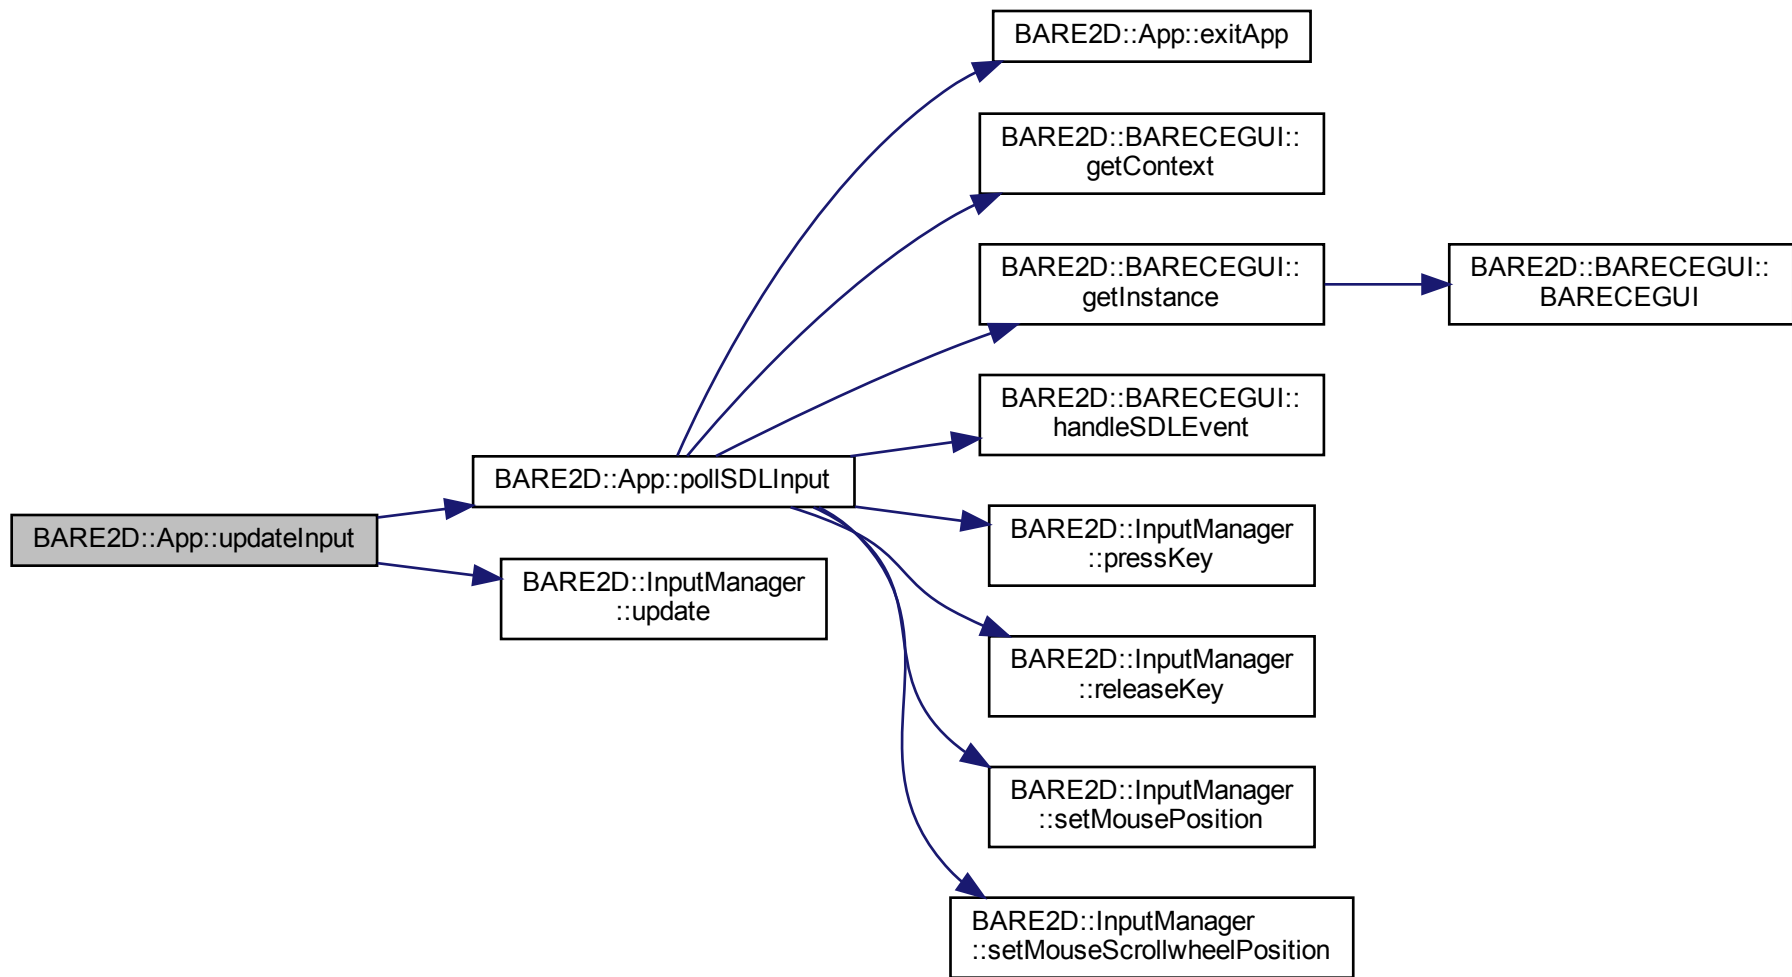 BARE2D::App::exitApp
BARE2D::BARECEGUI::
getContext
BARE2D::BARECEGUI::
getInstance
BARE2D::BARECEGUI::
BARECEGUI
BARE2D::BARECEGUI::
handleSDLEvent
BARE2D::App::pollSDLInput
BARE2D::App::updateInput
BARE2D::InputManager
::pressKey
BARE2D::InputManager
::update
BARE2D::InputManager
::releaseKey
BARE2D::InputManager
::setMousePosition
BARE2D::InputManager
::setMouseScrollwheelPosition